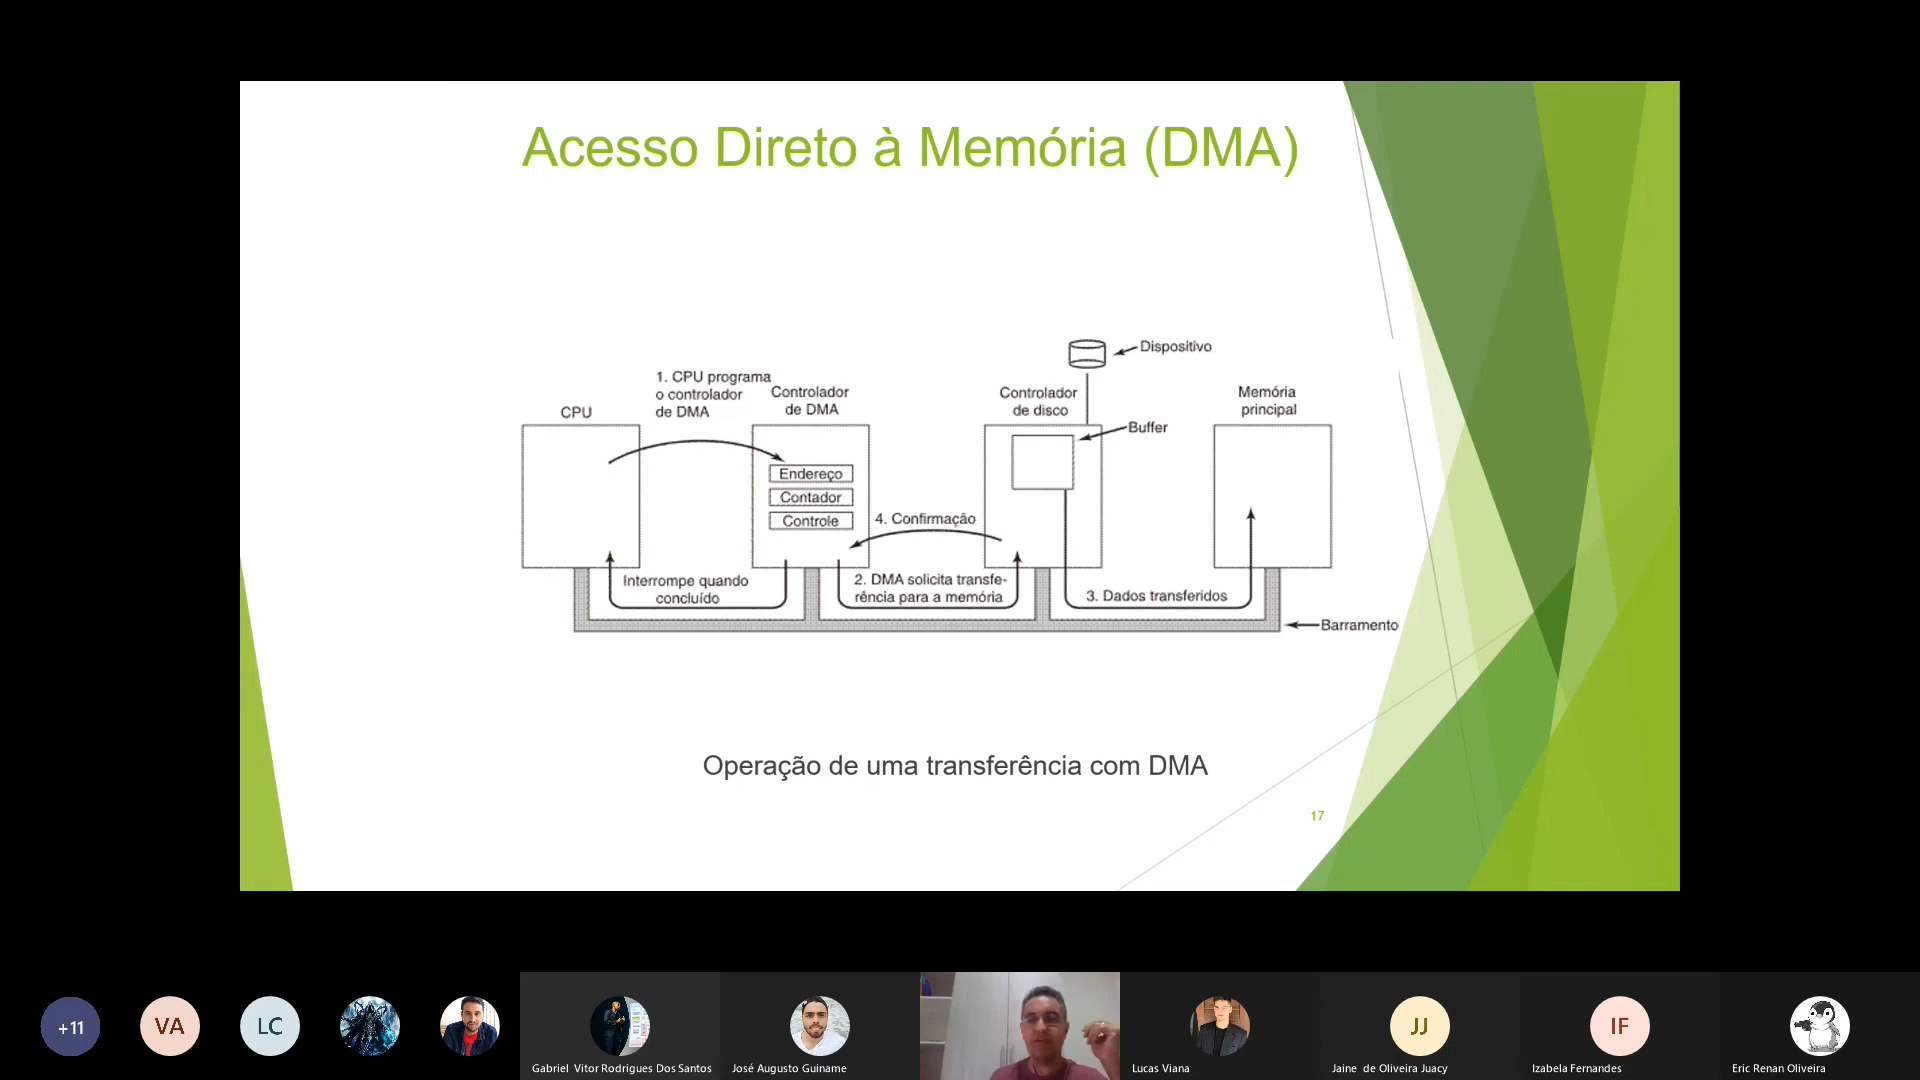 Acesso Direto à Memória (DMA)
Dispositivo
1. CPU programa
o controlador
de DMA
Controlador
de DMA
Controlador
de disco
Memória
principal
CPU
Buffer
Endereço
Contador
Controle
4. Confirmação
Interrompe quando
concluído
2. DMA solicita transfe-
rência para a memória
3. Dados transferidos
Barramento
Operação de uma transferência com DMA
17
+11
VA
LC
JJ
IF
Gabriel Vitor Rodrigues Dos Santos
José Augusto Guiname
Lucas Viana
Jaine de Oliveira Juacy
Izabela Fernandes
Eric Renan Oliveira